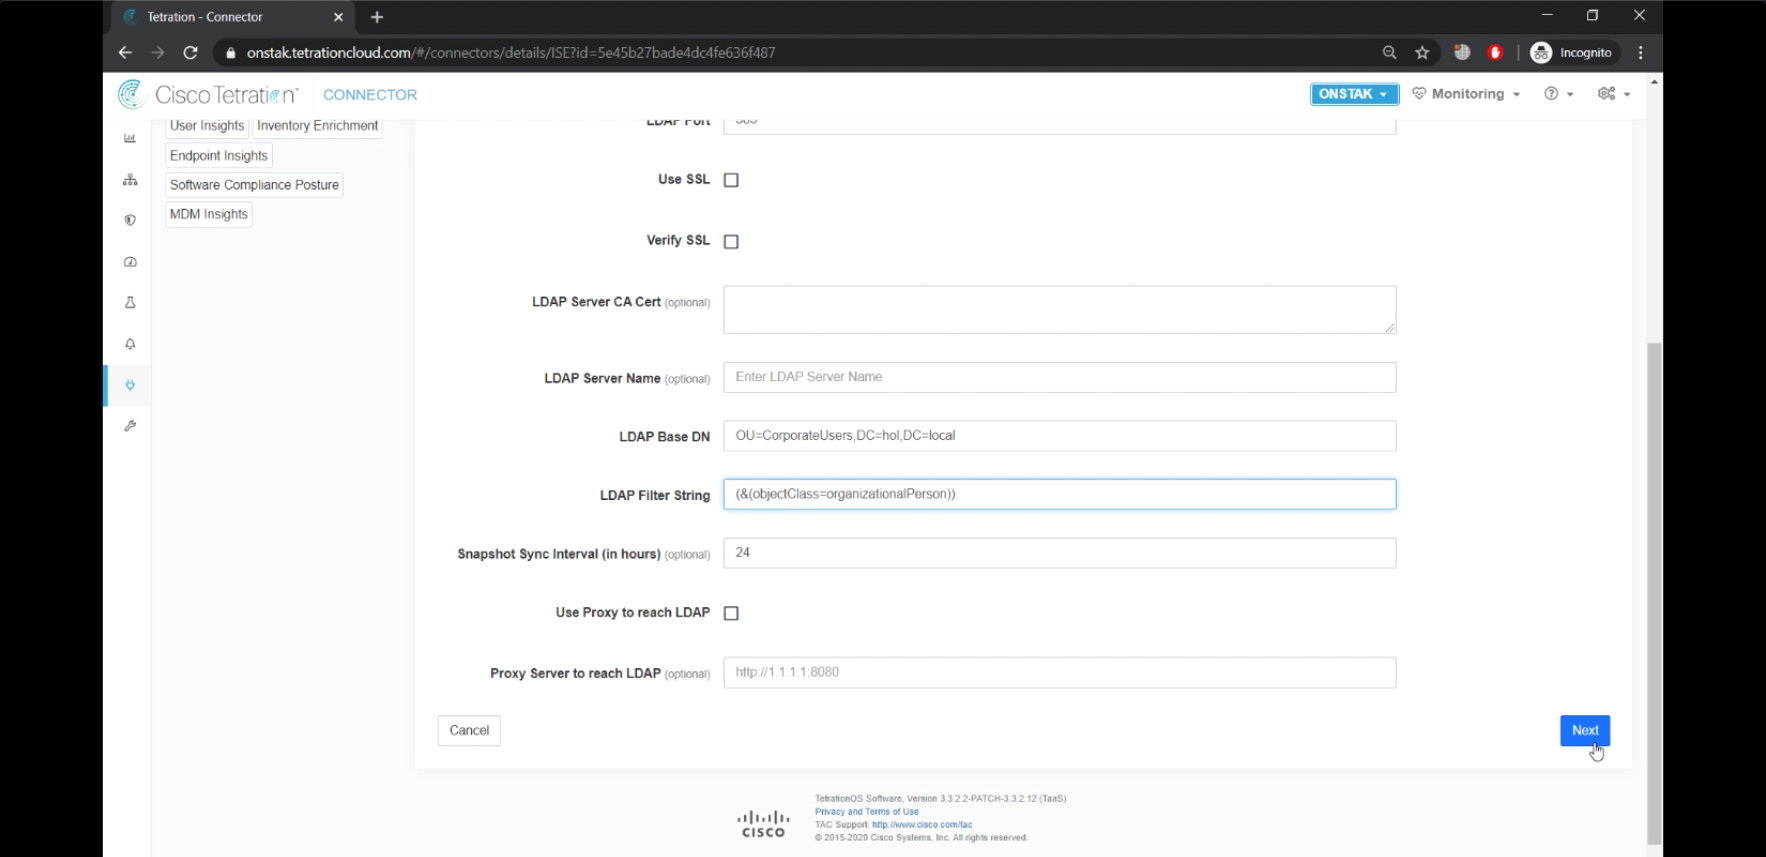 Tetration - Connector
onstak.tetrationcloud.com/#/connectors/details/ISE?id=5e45b27bade4dc4fe636f487
Incognito
Cisco Tetration™ CONNECTOR ONSTAK Monitoring
User Insights Inventory Enrichment
Endpoint Insights
Software Compliance Posture
MDM Insights
LDAP Port 389
Use SSL
Verify SSL
LDAP Server CA Cert (optional)
LDAP Server Name (optional) Enter LDAP Server Name
LDAP Base DN OU=CorporateUsers,DC=hol,DC=local
LDAP Filter String (&(objectClass=organizationalPerson))
Snapshot Sync Interval (in hours) (optional) 24
Use Proxy to reach LDAP
Proxy Server to reach LDAP (optional) http://1.1.1.1:8080
Cancel Next
CISCO
TetrationOS Software, Version 3.3.2.2-PATCH-3.3.2.12 (TaaS)
Privacy and Terms of Use
TAC Support: http://www.cisco.com/tac
© 2015-2020 Cisco Systems, Inc. All rights reserved.